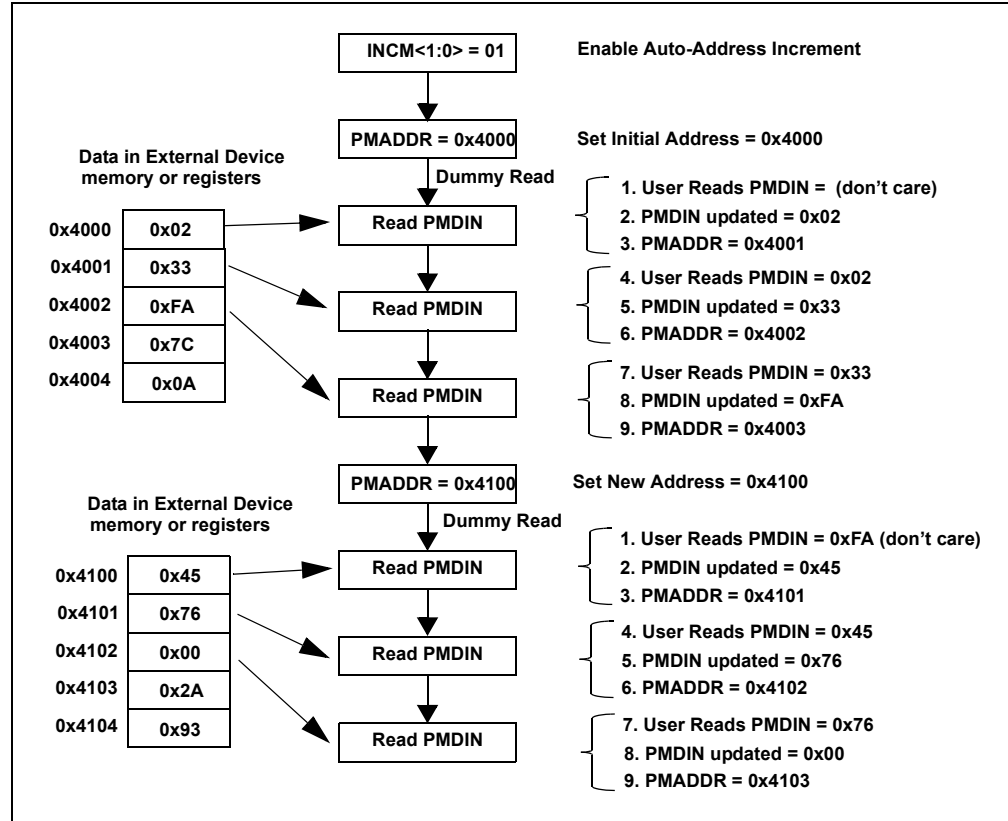 INCM<1:0> = 01
Enable Auto-Address Increment
PMADDR = 0x4000
Set Initial Address = 0x4000
Data in External Device
memory or registers
Dummy Read
0x4000 0x02
0x4001 0x33
0x4002 0xFA
0x4003 0x7C
0x4004 0x0A
Read PMDIN
1. User Reads PMDIN = (don't care)
2. PMDIN updated = 0x02
3. PMADDR = 0x4001
Read PMDIN
4. User Reads PMDIN = 0x02
5. PMDIN updated = 0x33
6. PMADDR = 0x4002
Read PMDIN
7. User Reads PMDIN = 0x33
8. PMDIN updated = 0xFA
9. PMADDR = 0x4003
PMADDR = 0x4100
Set New Address = 0x4100
Data in External Device
memory or registers
Dummy Read
0x4100 0x45
0x4101 0x76
0x4102 0x00
0x4103 0x2A
0x4104 0x93
Read PMDIN
1. User Reads PMDIN = 0xFA (don't care)
2. PMDIN updated = 0x45
3. PMADDR = 0x4101
Read PMDIN
4. User Reads PMDIN = 0x45
5. PMDIN updated = 0x76
6. PMADDR = 0x4102
Read PMDIN
7. User Reads PMDIN = 0x76
8. PMDIN updated = 0x00
9. PMADDR = 0x4103